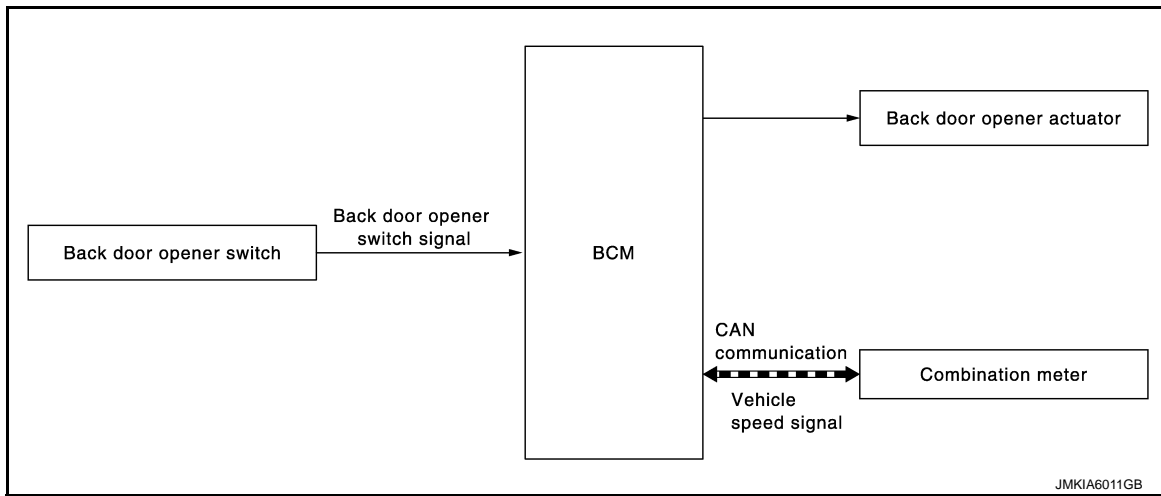 Back door opener switch
Back door opener
switch signal
BCM
Back door opener actuator
CAN
communication
Vehicle
speed signal
Combination meter
JMKIA6011GB